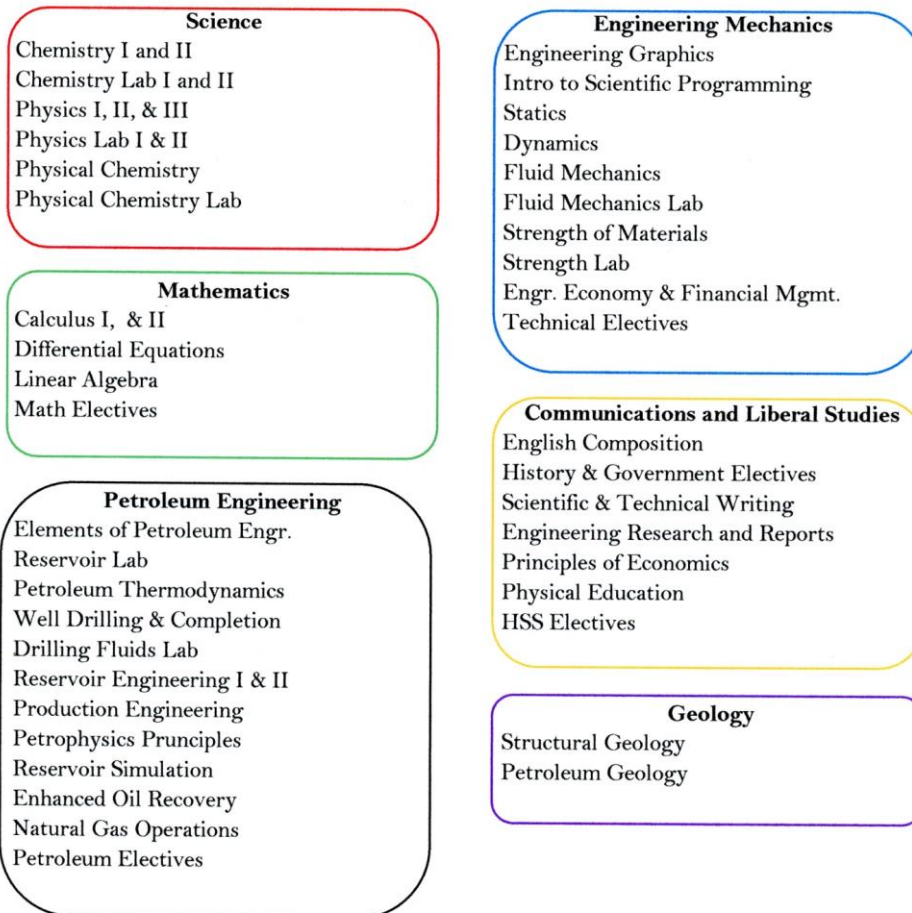 Science
Chemistry I and II
Chemistry Lab I and II
Physics I, II, & III
Physics Lab I & II
Physical Chemistry
Physical Chemistry Lab
Mathematics
Calculus I, & II
Differential Equations
Linear Algebra
Math Electives
Petroleum Engineering
Elements of Petroleum Engr.
Reservoir Lab
Petroleum Thermodynamics
Well Drilling & Completion
Drilling Fluids Lab
Reservoir Engineering I & II
Production Engineering
Petrophysics Prunciples
Reservoir Simulation
Enhanced Oil Recovery
Natural Gas Operations
Petroleum Electives
Engineering Mechanics
Engineering Graphics
Intro to Scientific Programming
Statics
Dynamics
Fluid Mechanics
Fluid Mechanics Lab
Strength of Materials
Strength Lab
Engr. Economy & Financial Mgmt.
Technical Electives
Communications and Liberal Studies
English Composition
History & Government Electives
Scientific & Technical Writing
Engineering Research and Reports
Principles of Economics
Physical Education
HSS Electives
Geology
Structural Geology
Petroleum Geology